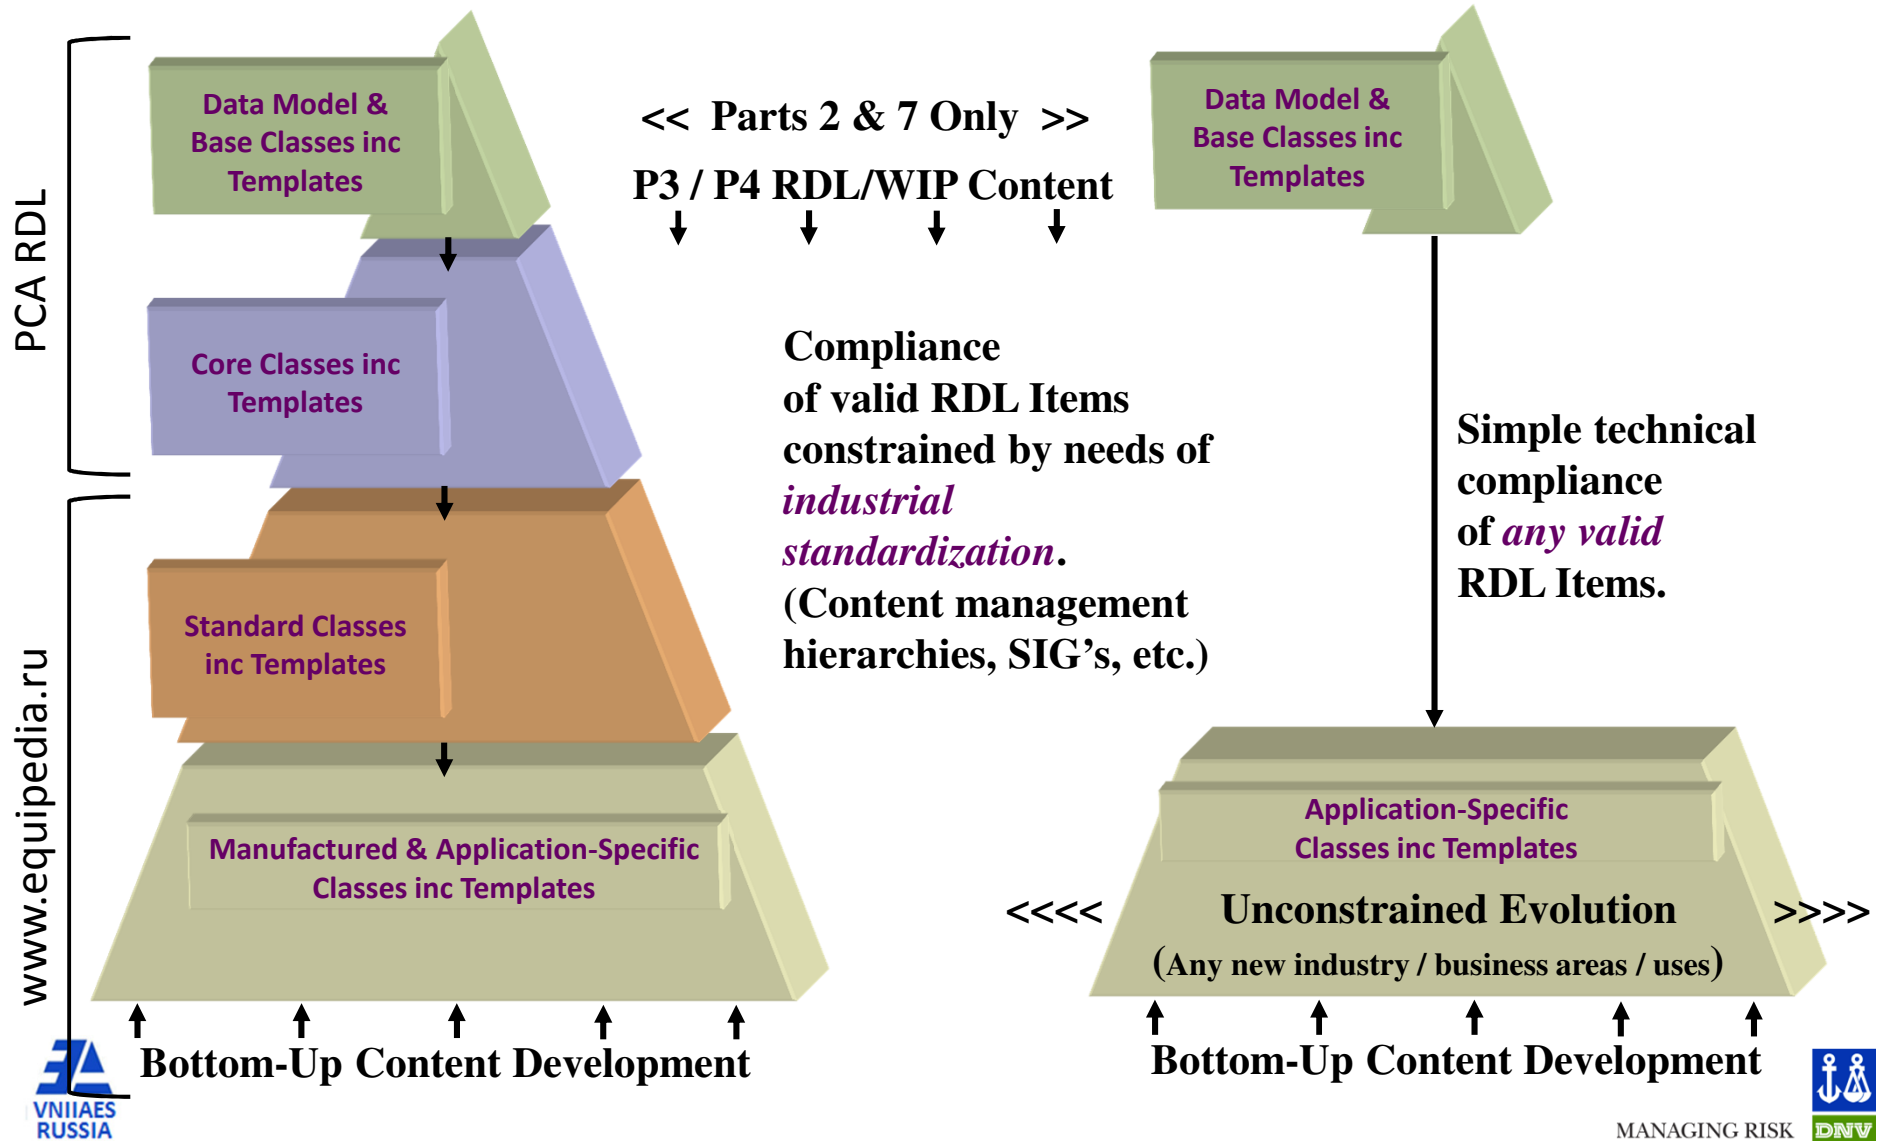 PCA RDL
www.equipedia.ru
Data Model &
Base Classes inc
Templates
Core Classes inc
Templates
Standard Classes
inc Templates
Manufactured & Application-Specific
Classes inc Templates
Bottom-Up Content Development
<< Parts 2 & 7 Only >>
P3 / P4 RDL/WIP Content
Compliance
of valid RDL Items
constrained by needs of
industrial
standardization.
(Content management
hierarchies, SIG’s, etc.)
Data Model &
Base Classes inc
Templates
Simple technical
compliance
of any valid
RDL Items.
Application-Specific
Classes inc Templates
<<<< Unconstrained Evolution >>>>
(Any new industry / business areas / uses)
Bottom-Up Content Development
VNIIAES
RUSSIA
MANAGING RISK
DNV